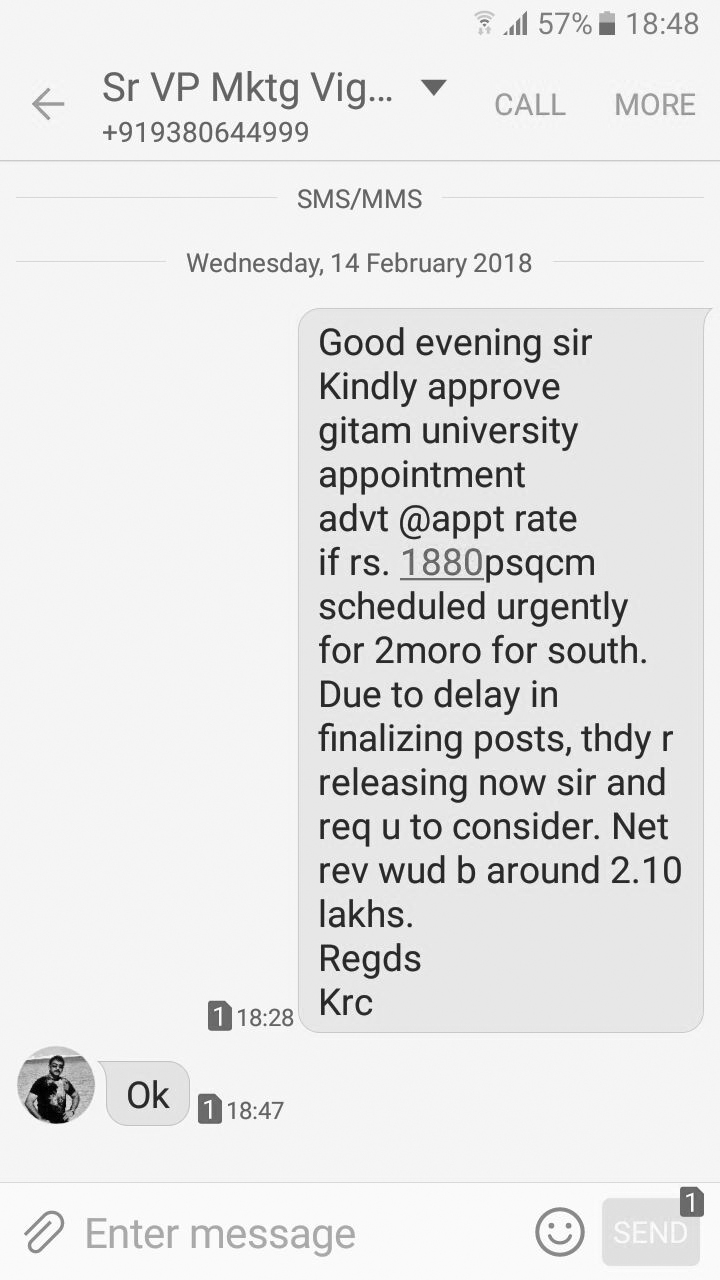 57% 18:48
Sr VP Mktg Vig...
+919380644999
CALL MORE
SMS/MMS
Wednesday, 14 February 2018
Good evening sir
Kindly approve
gitam university
appointment
advt @appt rate
if rs. 1880psqcm
scheduled urgently
for 2moro for south.
Due to delay in
finalizing posts, thdy r
releasing now sir and
req u to consider. Net
rev wud b around 2.10
lakhs.
Regds
Krc
1 18:28
Ok
1 18:47
Enter message
SEND
1